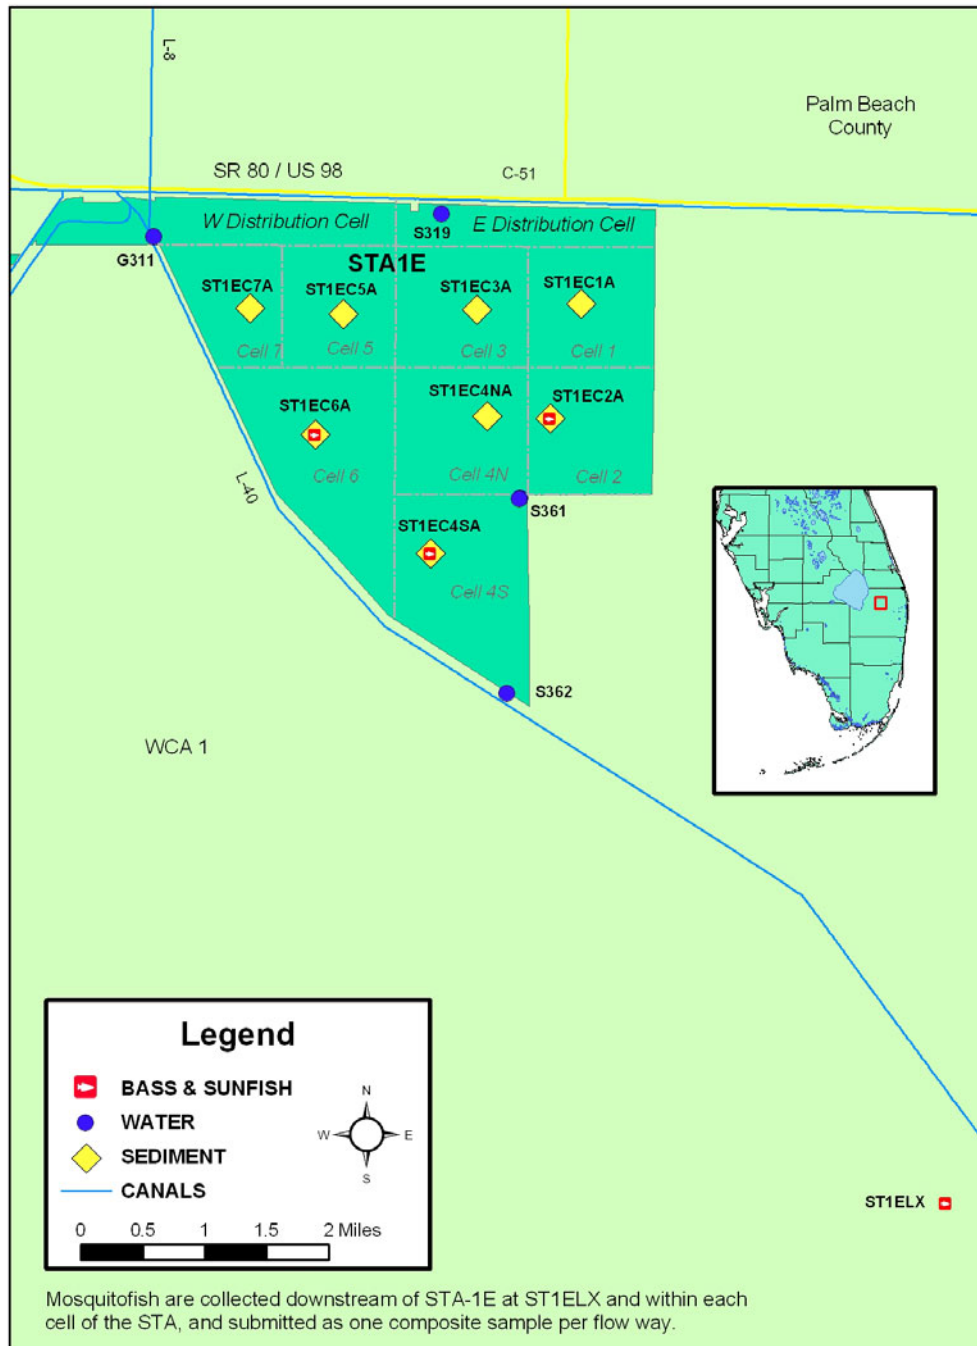 L-8
Palm Beach
County
SR 80 / US 98
C-51
W Distribution Cell
S319
E Distribution Cell
G311
STA1E
ST1EC7A
ST1EC5A
ST1EC3A
ST1EC1A
Cell 7
Cell 5
Cell 3
Cell 1
ST1EC6A
ST1EC4NA
ST1EC2A
Cell 6
Cell 4N
Cell 2
L-40
S361
ST1EC4SA
Cell 4S
S362
WCA 1
Legend
BASS & SUNFISH
WATER
SEDIMENT
CANALS
N
W
E
S
0 0.5 1 1.5 2 Miles
ST1ELX
Mosquitofish are collected downstream of STA-1E at ST1ELX and within each
cell of the STA, and submitted as one composite sample per flow way.